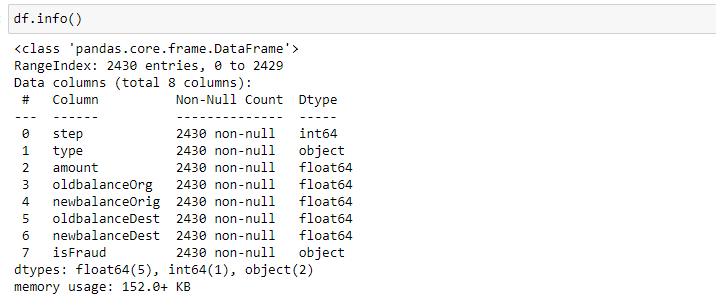 df.info()
<class 'pandas.core.frame.DataFrame'>
RangeIndex: 2430 entries, 0 to 2429
Data columns (total 8 columns):
 #   Column          Non-Null Count  Dtype
---  ------          --------------  -----
 0   step            2430 non-null   int64
 1   type            2430 non-null   object
 2   amount          2430 non-null   float64
 3   oldbalanceOrg   2430 non-null   float64
 4   newbalanceOrig  2430 non-null   float64
 5   oldbalanceDest  2430 non-null   float64
 6   newbalanceDest  2430 non-null   float64
 7   isFraud         2430 non-null   object
dtypes: float64(5), int64(1), object(2)
memory usage: 152.0+ KB